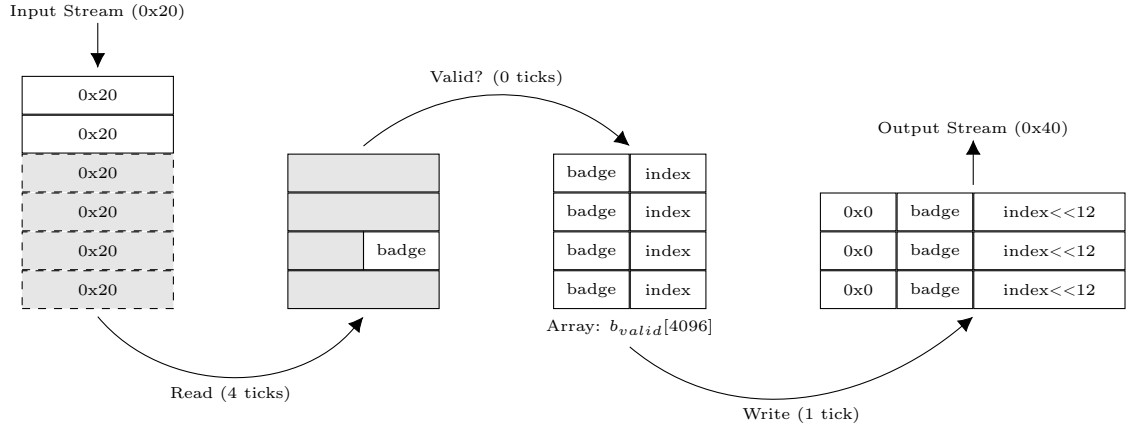 Input Stream (0x20)
0x20
0x20
0x20
0x20
0x20
0x20
Read (4 ticks)
badge
Valid? (0 ticks)
badge index
badge index
badge index
badge index
Array: b_valid[4096]
Write (1 tick)
Output Stream (0x40)
0x0 badge index<<12
0x0 badge index<<12
0x0 badge index<<12